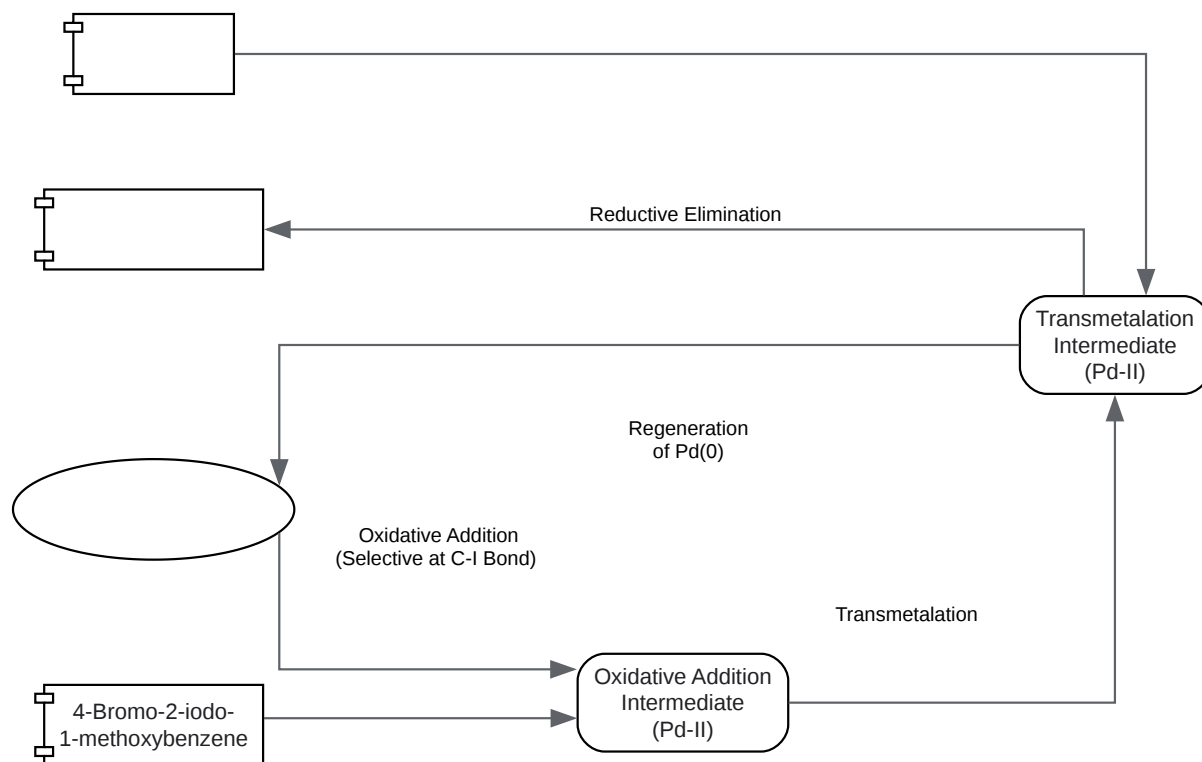 Reductive Elimination
Transmetalation
Intermediate
(Pd-II)
Regeneration
of Pd(0)
Oxidative Addition
(Selective at C-I Bond)
Transmetalation
Oxidative Addition
Intermediate
(Pd-II)
4-Bromo-2-iodo-
1-methoxybenzene